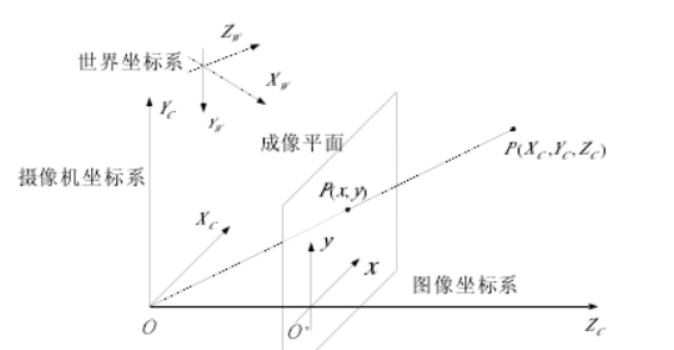 Z_W
世界坐标系
X_W
Y_C
Y_W
成像平面
P(X_C,Y_C,Z_C)
摄像机坐标系
P(x,y)
X_C
y
x
图像坐标系
O
O'
Z_C